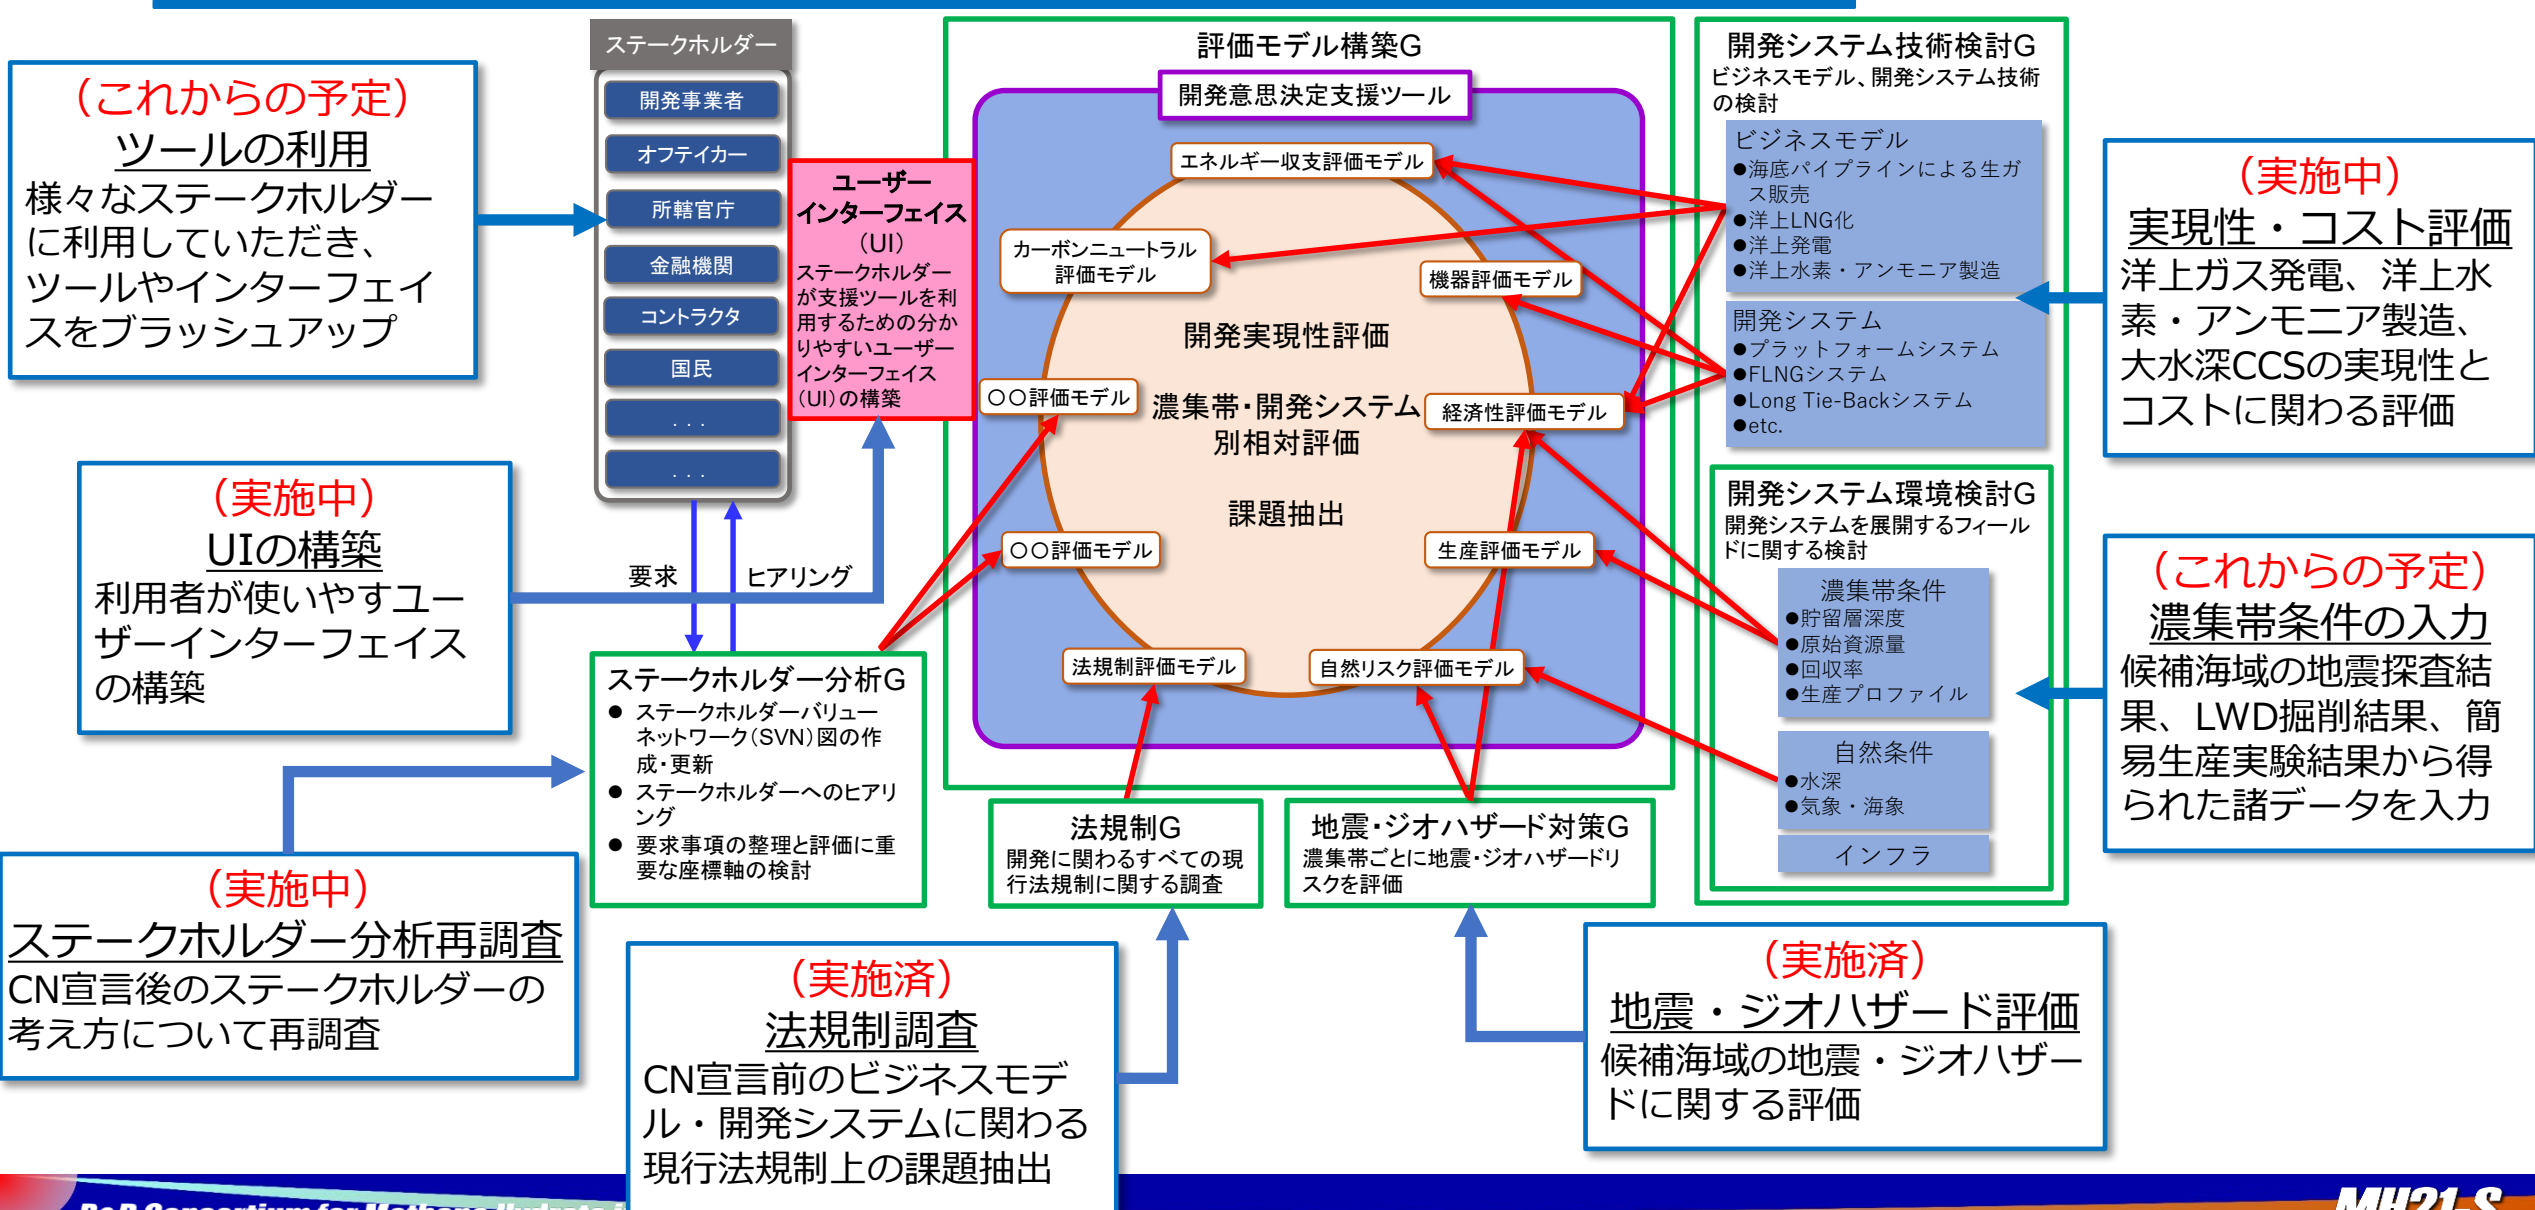 （これからの予定）
ツールの利用
様々なステークホルダー
に利用していただき、
ツールやインターフェイ
スをブラッシュアップ
（実施中）
UIの構築
利用者が使いやすユー
ザーインターフェイス
の構築
（実施中）
ステークホルダー分析再調査
CN宣言後のステークホルダーの
考え方について再調査
ステークホルダー
開発事業者
オフテイカー
所轄官庁
金融機関
コントラクタ
国民
...
...
要求
ヒアリング
ユーザー
インターフェイス
（UI）
ステークホルダー
が支援ツールを利
用するための分か
りやすいユーザー
インターフェイス
（UI）の構築
ステークホルダー分析G
● ステークホルダーバリュー
ネットワーク（SVN）図の作
成・更新
● ステークホルダーへのヒアリ
ング
● 要求事項の整理と評価に重
要な座標軸の検討
評価モデル構築G
開発意思決定支援ツール
エネルギー収支評価モデル
カーボンニュートラル
評価モデル
機器評価モデル
〇〇評価モデル
経済性評価モデル
〇〇評価モデル
生産評価モデル
法規制評価モデル
自然リスク評価モデル
開発実現性評価
濃集帯・開発システム
別相対評価
課題抽出
法規制G
開発に関わるすべての現
行法規制に関する調査
地震・ジオハザード対策G
濃集帯ごとに地震・ジオハザードリ
スクを評価
（実施済）
法規制調査
CN宣言前のビジネスモデ
ル・開発システムに関わる
現行法規制上の課題抽出
（実施済）
地震・ジオハザード評価
候補海域の地震・ジオハザー
ドに関する評価
開発システム技術検討G
ビジネスモデル、開発システム技術
の検討
ビジネスモデル
●海底パイプラインによる生ガ
ス販売
●洋上LNG化
●洋上発電
●洋上水素・アンモニア製造
開発システム
●プラットフォームシステム
●FLNGシステム
●Long Tie-Backシステム
●etc.
開発システム環境検討G
開発システムを展開するフィール
ドに関する検討
濃集帯条件
●貯留層深度
●原始資源量
●回収率
●生産プロファイル
自然条件
●水深
●気象・海象
インフラ
（実施中）
実現性・コスト評価
洋上ガス発電、洋上水
素・アンモニア製造、
大水深CCSの実現性と
コストに関わる評価
（これからの予定）
濃集帯条件の入力
候補海域の地震探査結
果、LWD掘削結果、簡
易生産実験結果から得
られた諸データを入力
MH21-S